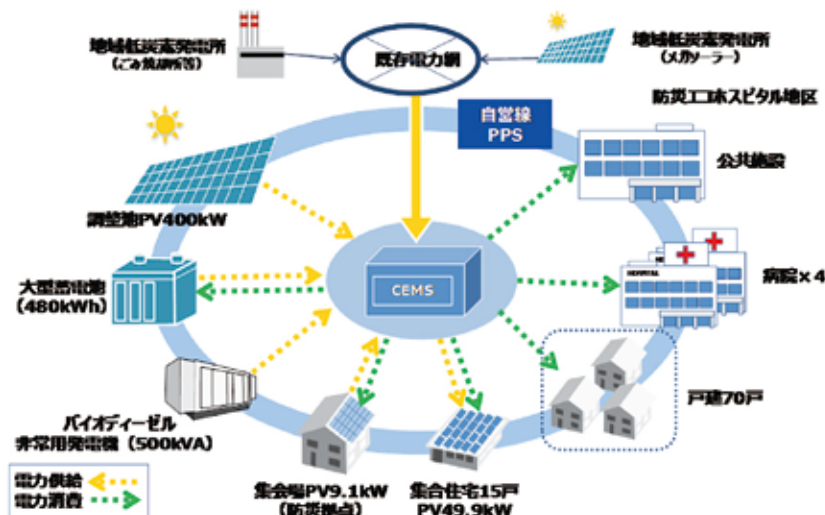 地域低炭素発電所
(ごみ焼却所等)
既存電力網
地域低炭素発電所
(メガソーラー)
防災エコホスピタル地区
自営線
PPS
公共施設
調整池PV400kW
CEMS
HOSPITAL
病院×4
大型蓄電池
(480kWh)
戸建70戸
バイオディーゼル
非常用発電機(500kVA)
集会場PV9.1kW
(防災拠点)
集合住宅15戸
PV49.9kW
電力供給
電力消費